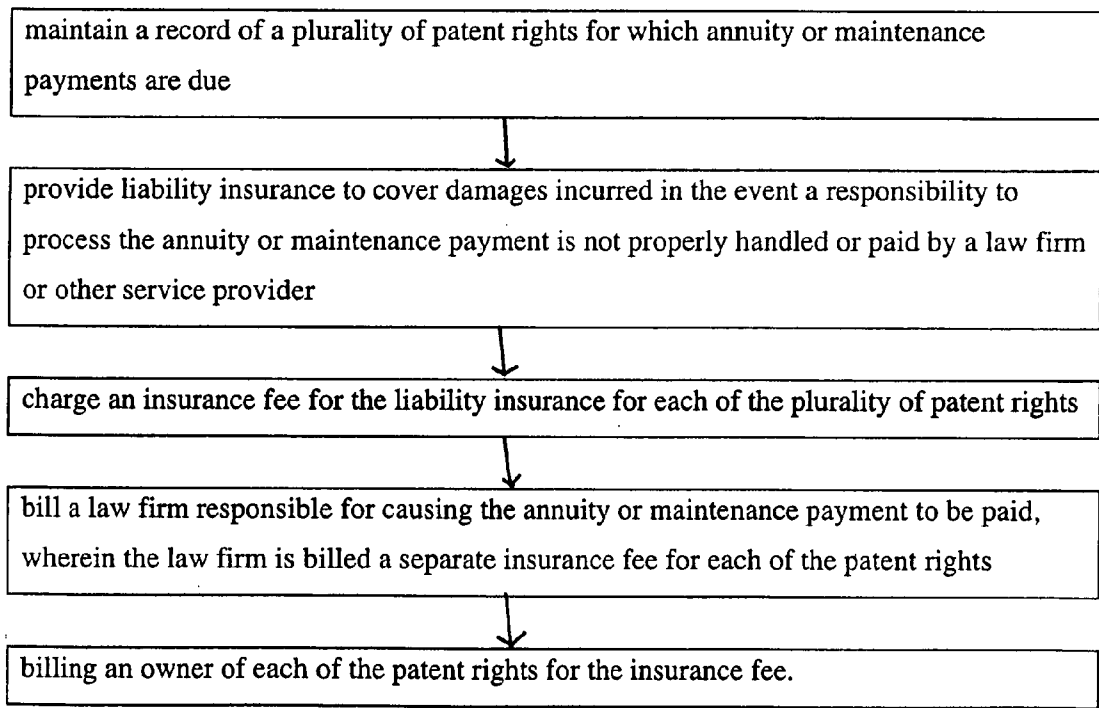 maintain a record of a plurality of patent rights for which annuity or maintenance
payments are due
provide liability insurance to cover damages incurred in the event a responsibility to
process the annuity or maintenance payment is not properly handled or paid by a law firm
or other service provider
charge an insurance fee for the liability insurance for each of the plurality of patent rights
bill a law firm responsible for causing the annuity or maintenance payment to be paid,
wherein the law firm is billed a separate insurance fee for each of the patent rights
billing an owner of each of the patent rights for the insurance fee.